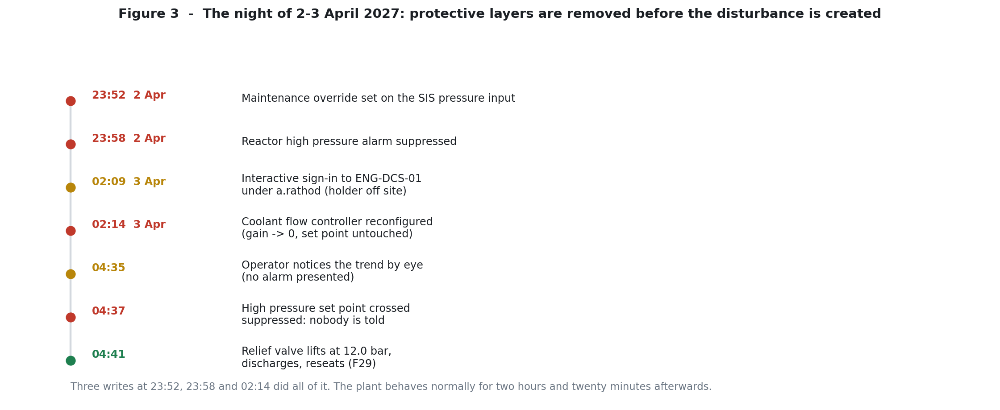 Figure 3  -  The night of 2-3 April 2027: protective layers are removed before the disturbance is created
23:52  2 Apr
Maintenance override set on the SIS pressure input
23:58  2 Apr
Reactor high pressure alarm suppressed
02:09  3 Apr
Interactive sign-in to ENG-DCS-01
under a.rathod (holder off site)
02:14  3 Apr
Coolant flow controller reconfigured
(gain -> 0, set point untouched)
04:35
Operator notices the trend by eye
(no alarm presented)
04:37
High pressure set point crossed
suppressed: nobody is told
04:41
Relief valve lifts at 12.0 bar,
discharges, reseats (F29)
Three writes at 23:52, 23:58 and 02:14 did all of it. The plant behaves normally for two hours and twenty minutes afterwards.